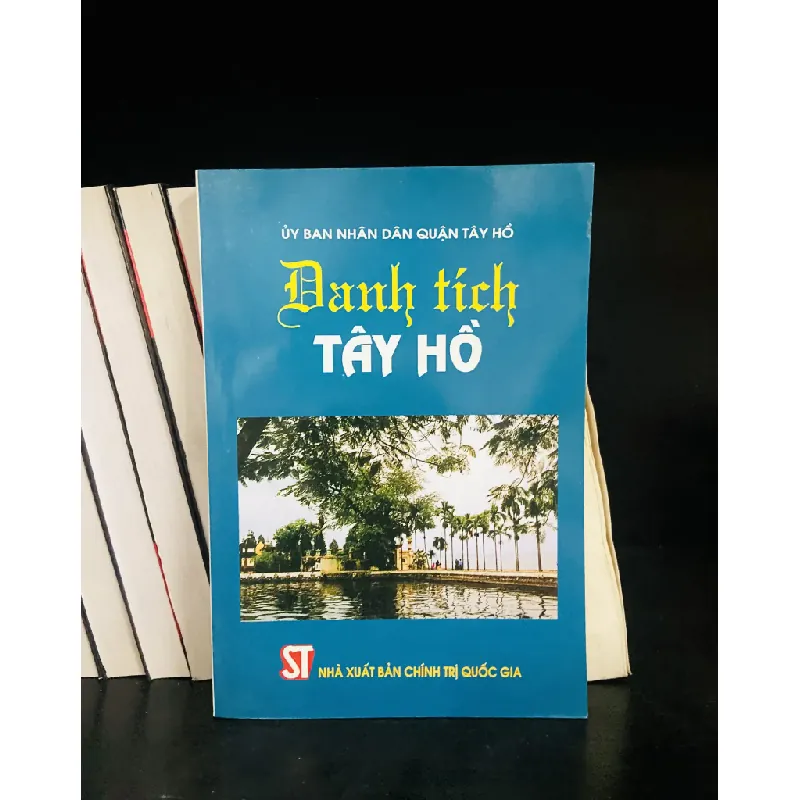 ỦY BAN NHÂN DÂN QUẬN TÂY HỒ
Danh tích
TÂY HỒ
ST NHÀ XUẤT BẢN CHÍNH TRỊ QUỐC GIA